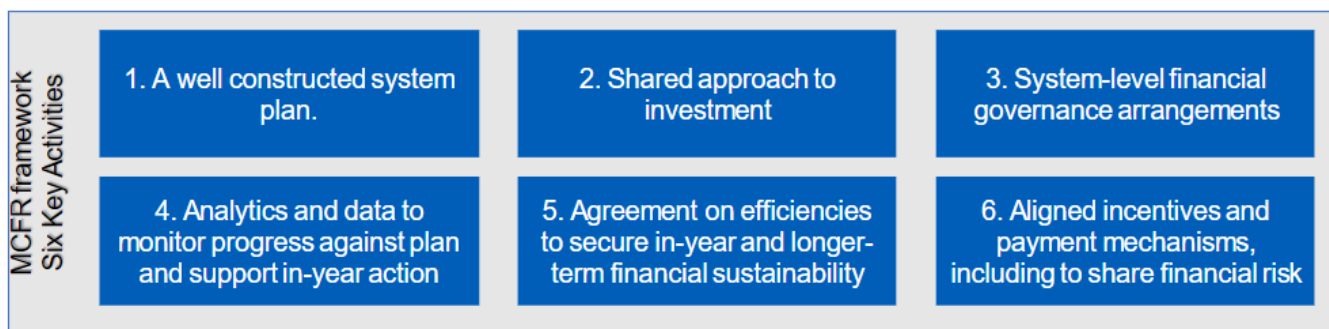 MCFR framework
Six Key Activities
1. A well constructed system
plan.
2. Shared approach to
investment
3. System-level financial
governance arrangements
4. Analytics and data to
monitor progress against plan
and support in-year action
5. Agreement on efficiencies
to secure in-year and longer-
term financial sustainability
6. Aligned incentives and
payment mechanisms,
including to share financial risk